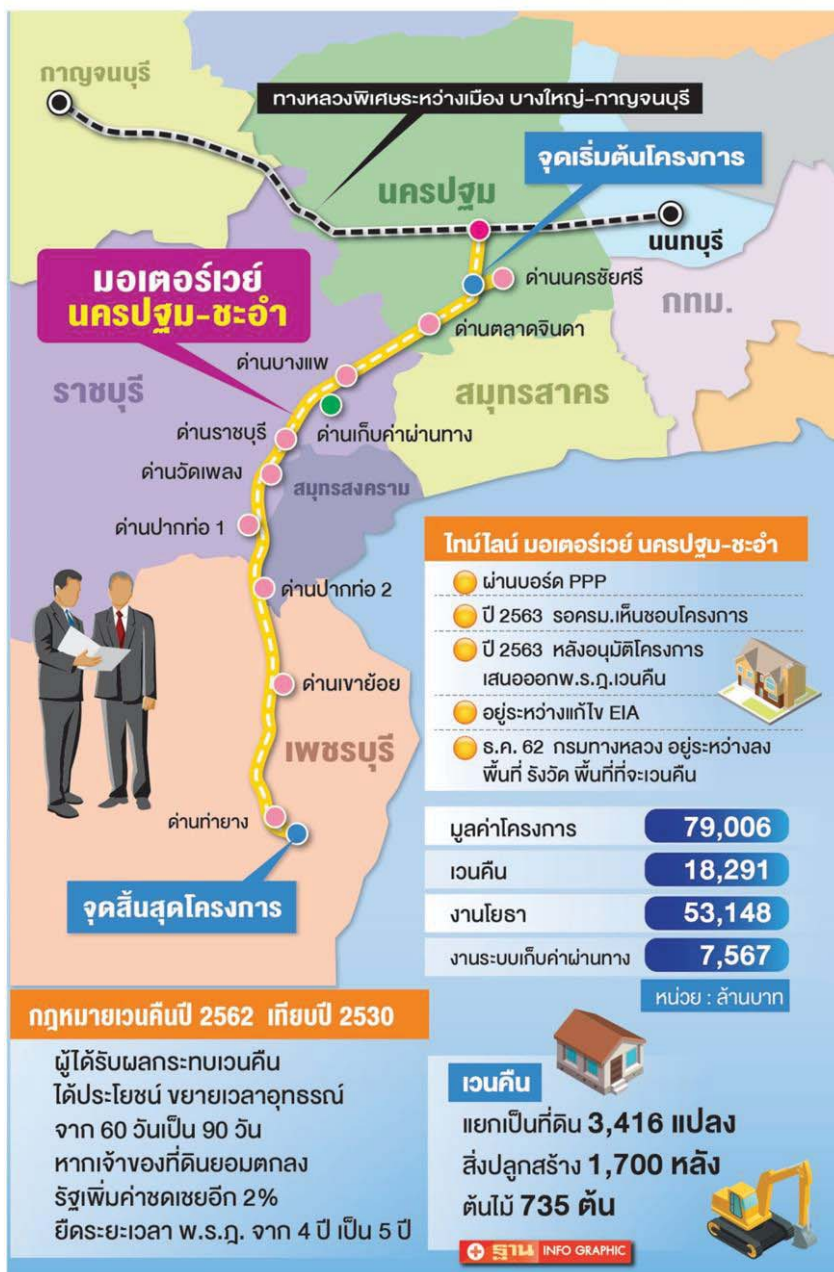 กาญจนบุรี
ทางหลวงพิเศษระหว่างเมือง บางใหญ่-กาญจนบุรี
จุดเริ่มต้นโครงการ
นครปฐม
นนทบุรี
มอเตอร์เวย์
นครปฐม-ชะอำ
ด่านนครชัยศรี
กทม.
ด่านตลาดจินดา
ด่านบางแพ
ราชบุรี
สมุทรสาคร
ด่านราชบุรี
ด่านเก็บค่าผ่านทาง
ด่านวัดเพลง
สมุทรสงคราม
ด่านปากท่อ 1
ด่านปากท่อ 2
ด่านเขาย้อย
เพชรบุรี
ด่านท่ายาง
จุดสิ้นสุดโครงการ
ไทม์ไลน์ มอเตอร์เวย์ นครปฐม-ชะอำ
ผ่านบอร์ด PPP
ปี 2563 รอครม.เห็นชอบโครงการ
ปี 2563 หลังอนุมัติโครงการ
เสนอออกพ.ร.ฎ.เวนคืน
อยู่ระหว่างแก้ไข EIA
ธ.ค. 62 กรมทางหลวง อยู่ระหว่างลง
พื้นที่ รังวัด พื้นที่ที่จะเวนคืน
มูลค่าโครงการ 79,006
เวนคืน 18,291
งานโยธา 53,148
งานระบบเก็บค่าผ่านทาง 7,567
หน่วย : ล้านบาท
กฎหมายเวนคืนปี 2562 เทียบปี 2530
ผู้ได้รับผลกระทบเวนคืน
ได้ประโยชน์ ขยายเวลาอุทธรณ์
จาก 60 วันเป็น 90 วัน
หากเจ้าของที่ดินยอมตกลง
รัฐเพิ่มค่าชดเชยอีก 2%
ยืดระยะเวลา พ.ร.ฎ. จาก 4 ปี เป็น 5 ปี
เวนคืน
แยกเป็นที่ดิน 3,416 แปลง
สิ่งปลูกสร้าง 1,700 หลัง
ต้นไม้ 735 ต้น
ฐาน INFO GRAPHIC